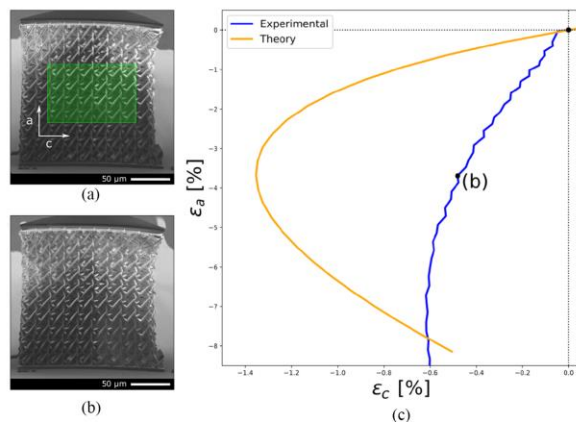 a
c
50 μm
(a)
50 μm
(b)
Experimental
Theory
0
−1
−2
−3
−4
−5
−6
−7
−8
εa [%]
(b)
−1.4
−1.2
−1.0
−0.8
−0.6
−0.4
−0.2
0.0
εc [%]
(c)